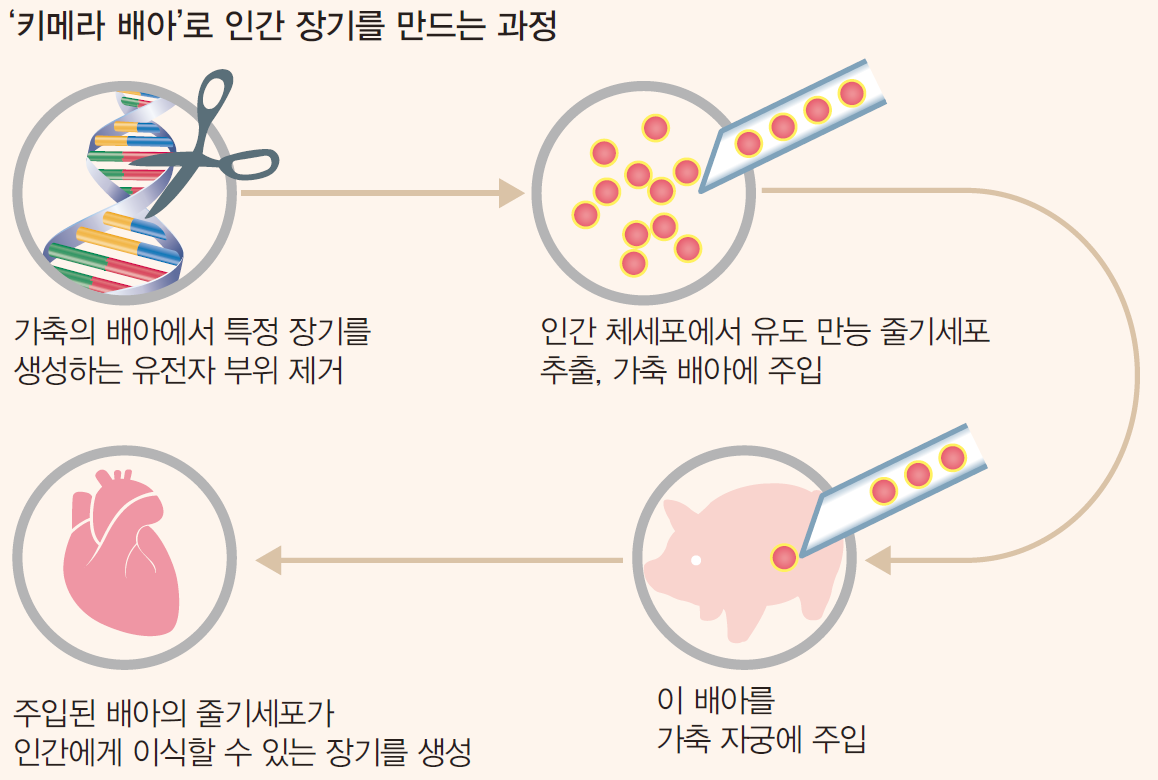 ‘키메라 배아’로 인간 장기를 만드는 과정
가축의 배아에서 특정 장기를
생성하는 유전자 부위 제거
인간 체세포에서 유도 만능 줄기세포
추출, 가축 배아에 주입
이 배아를
가축 자궁에 주입
주입된 배아의 줄기세포가
인간에게 이식할 수 있는 장기를 생성